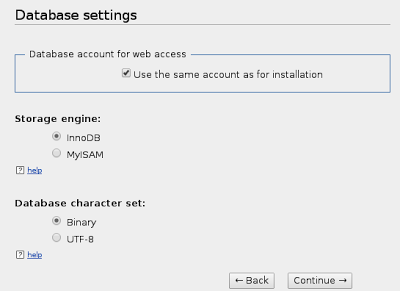 Database settings
Database account for web access
Use the same account as for installation
Storage engine:
InnoDB
MyISAM
? help
Database character set:
Binary
UTF-8
? help
← Back Continue →